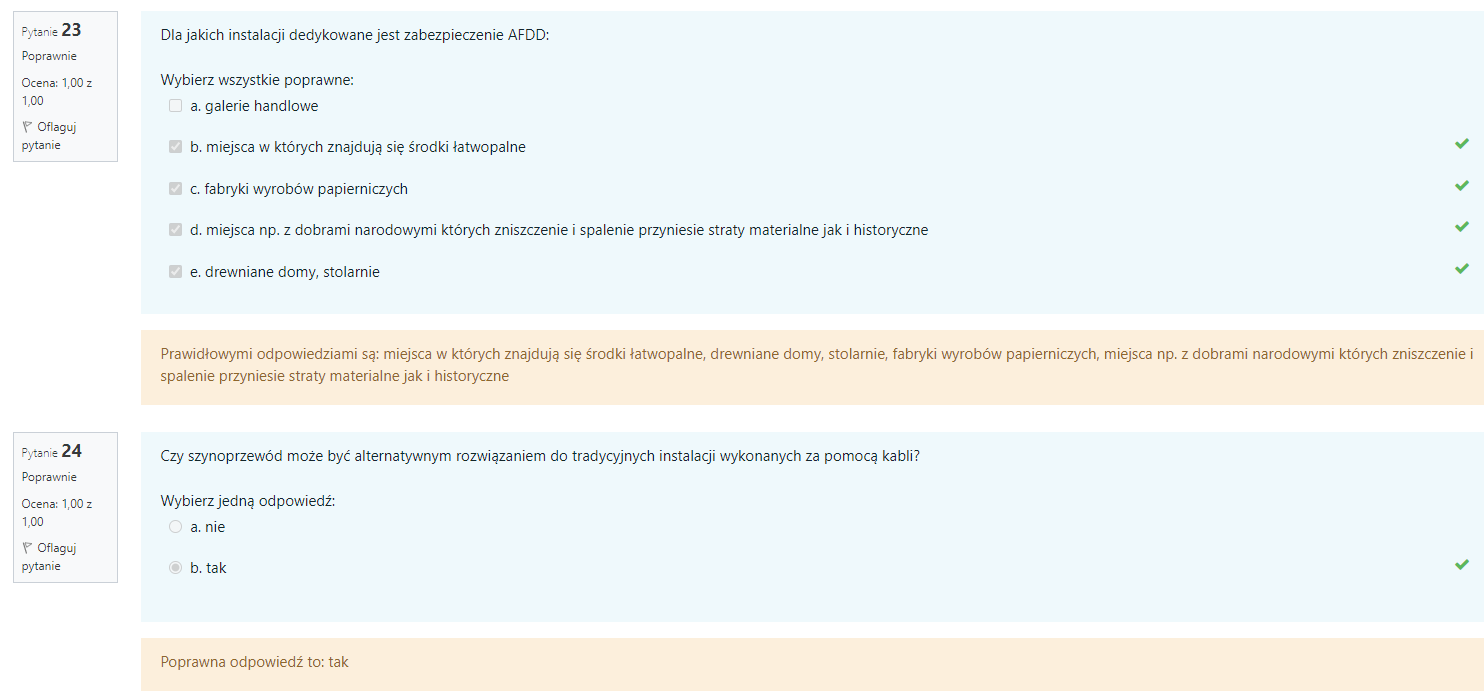 Pytanie 23
Poprawnie
Ocena: 1,00 z
1,00
Oflaguj
pytanie
Dla jakich instalacji dedykowane jest zabezpieczenie AFDD:
Wybierz wszystkie poprawne:
a. galerie handlowe
b. miejsca w których znajdują się środki łatwopalne
c. fabryki wyrobów papierniczych
d. miejsca np. z dobrami narodowymi których zniszczenie i spalenie przyniesie straty materialne jak i historyczne
e. drewniane domy, stolarnie
Prawidłowymi odpowiedziami są: miejsca w których znajdują się środki łatwopalne, drewniane domy, stolarnie, fabryki wyrobów papierniczych, miejsca np. z dobrami narodowymi których zniszczenie i
spalenie przyniesie straty materialne jak i historyczne
Pytanie 24
Poprawnie
Ocena: 1,00 z
1,00
Oflaguj
pytanie
Czy szynoprzewód może być alternatywnym rozwiązaniem do tradycyjnych instalacji wykonanych za pomocą kabli?
Wybierz jedną odpowiedź:
a. nie
b. tak
Poprawna odpowiedź to: tak